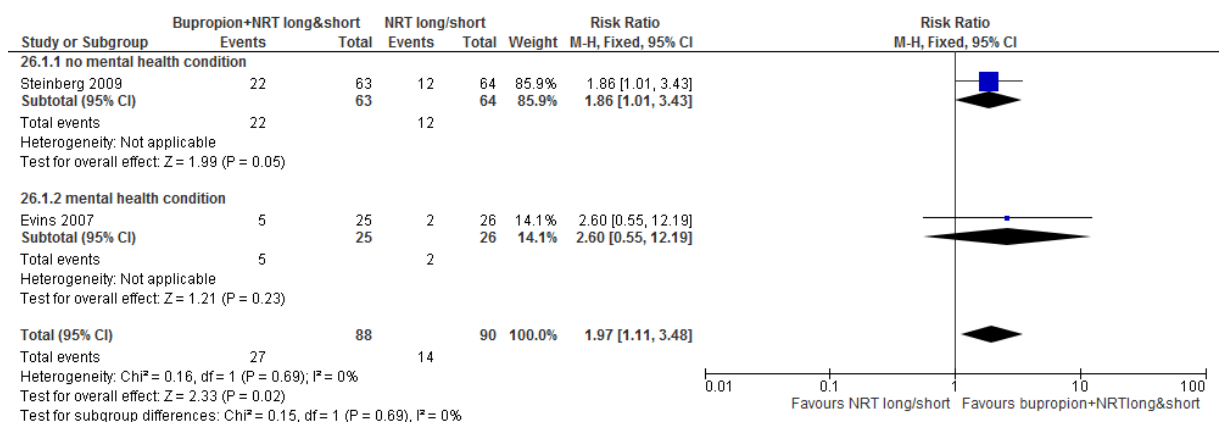 Bupropion+NRT long&short NRT long/short Risk Ratio Risk Ratio
Study or Subgroup Events Total Events Total Weight M-H, Fixed, 95% CI M-H, Fixed, 95% CI
26.1.1 no mental health condition
Steinberg 2009 22 63 12 64 85.9% 1.86 [1.01, 3.43]
Subtotal (95% CI) 63 64 85.9% 1.86 [1.01, 3.43]
Total events 22 12
Heterogeneity: Not applicable
Test for overall effect: Z = 1.99 (P = 0.05)
26.1.2 mental health condition
Evins 2007 5 25 2 26 14.1% 2.60 [0.55, 12.19]
Subtotal (95% CI) 25 26 14.1% 2.60 [0.55, 12.19]
Total events 5 2
Heterogeneity: Not applicable
Test for overall effect: Z = 1.21 (P = 0.23)
Total (95% CI) 88 90 100.0% 1.97 [1.11, 3.48]
Total events 27 14
Heterogeneity: Chi² = 0.16, df = 1 (P = 0.69); I² = 0%
Test for overall effect: Z = 2.33 (P = 0.02)
Test for subgroup differences: Chi² = 0.15, df = 1 (P = 0.69), I² = 0%
0.01 0.1 1 10 100
Favours NRT long/short Favours bupropion+NRTlong&short